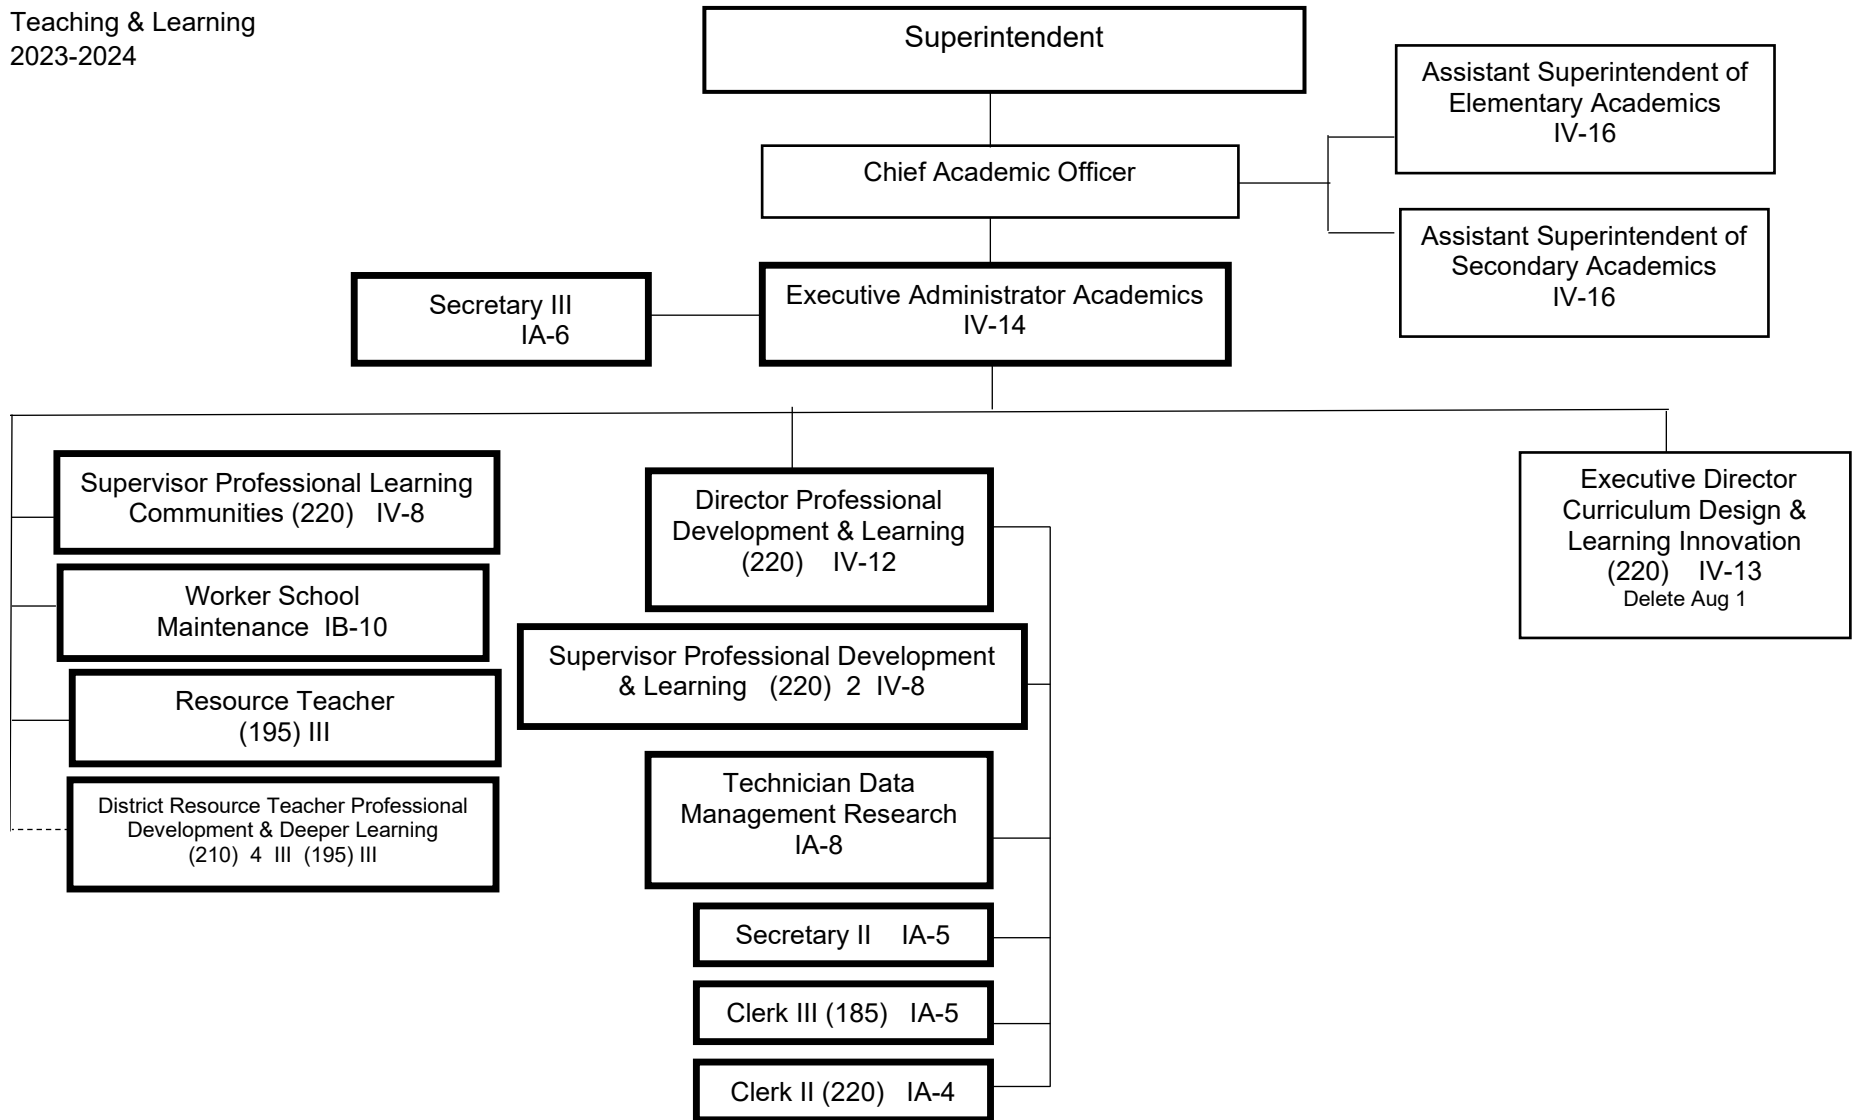 Teaching & Learning
2023-2024
Superintendent
Assistant Superintendent of
Elementary Academics
IV-16
Chief Academic Officer
Assistant Superintendent of
Secondary Academics
IV-16
Secretary III
IA-6
Executive Administrator Academics
IV-14
Supervisor Professional Learning
Communities (220) IV-8
Worker School
Maintenance IB-10
Resource Teacher
(195) III
District Resource Teacher Professional
Development & Deeper Learning
(210) 4 III (195) III
Director Professional
Development & Learning
(220) IV-12
Supervisor Professional Development
& Learning (220) 2 IV-8
Technician Data
Management Research
IA-8
Secretary II IA-5
Clerk III (185) IA-5
Clerk II (220) IA-4
Executive Director
Curriculum Design &
Learning Innovation
(220) IV-13
Delete Aug 1